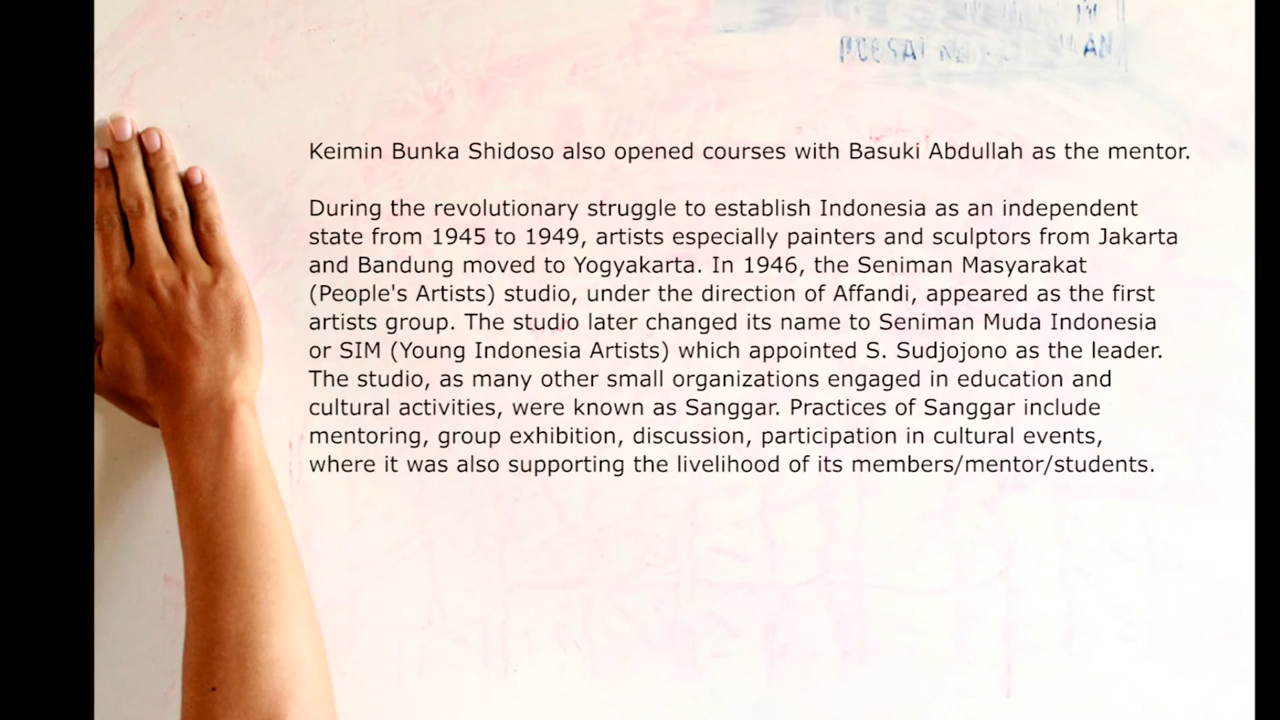 Keimin Bunka Shidoso also opened courses with Basuki Abdullah as the mentor.
During the revolutionary struggle to establish Indonesia as an independent
state from 1945 to 1949, artists especially painters and sculptors from Jakarta
and Bandung moved to Yogyakarta. In 1946, the Seniman Masyarakat
(People's Artists) studio, under the direction of Affandi, appeared as the first
artists group. The studio later changed its name to Seniman Muda Indonesia
or SIM (Young Indonesia Artists) which appointed S. Sudjojono as the leader.
The studio, as many other small organizations engaged in education and
cultural activities, were known as Sanggar. Practices of Sanggar include
mentoring, group exhibition, discussion, participation in cultural events,
where it was also supporting the livelihood of its members/mentor/students.